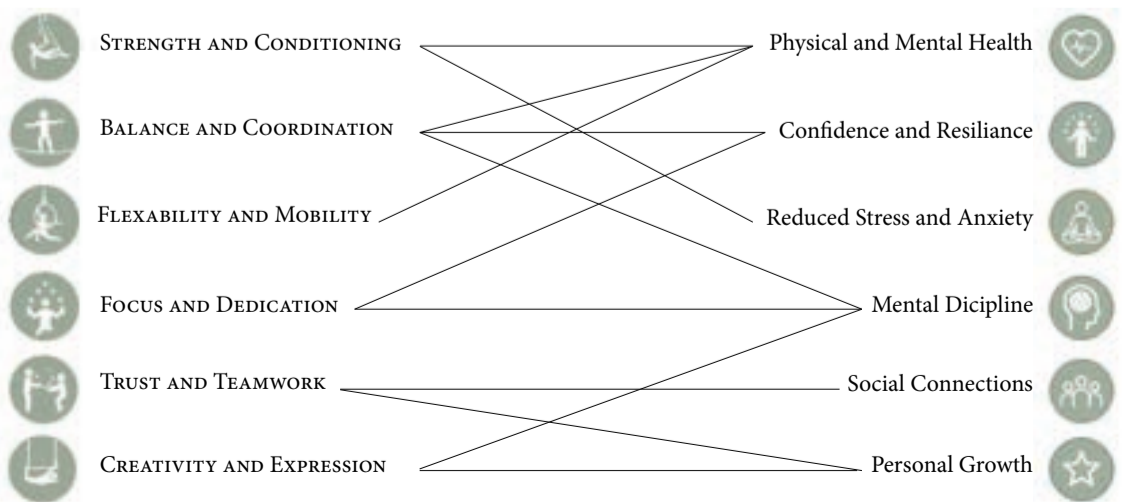 Strength and Conditioning
Physical and Mental Health
Balance and Coordination
Confidence and Resiliance
Flexability and Mobility
Reduced Stress and Anxiety
Focus and Dedication
Mental Dicipline
Trust and Teamwork
Social Connections
Creativity and Expression
Personal Growth